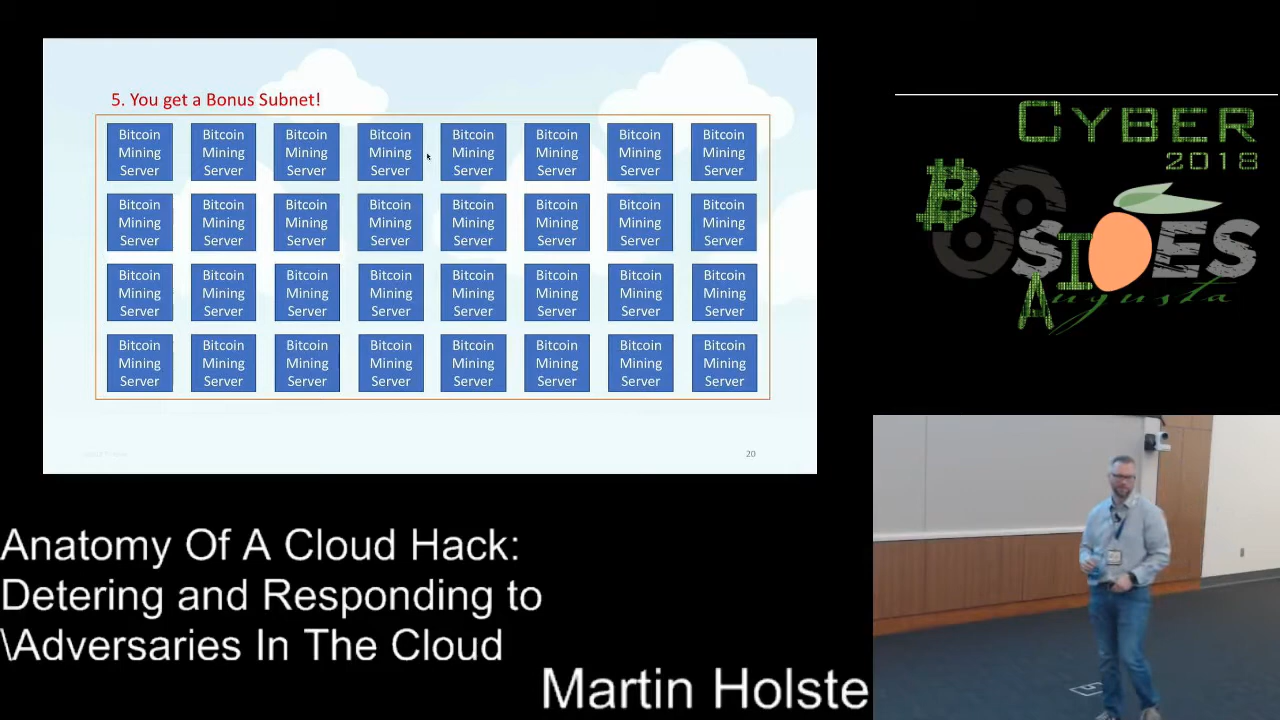 5. You get a Bonus Subnet!
Bitcoin Mining Server Bitcoin Mining Server Bitcoin Mining Server Bitcoin Mining Server Bitcoin Mining Server Bitcoin Mining Server Bitcoin Mining Server Bitcoin Mining Server
Bitcoin Mining Server Bitcoin Mining Server Bitcoin Mining Server Bitcoin Mining Server Bitcoin Mining Server Bitcoin Mining Server Bitcoin Mining Server Bitcoin Mining Server
Bitcoin Mining Server Bitcoin Mining Server Bitcoin Mining Server Bitcoin Mining Server Bitcoin Mining Server Bitcoin Mining Server Bitcoin Mining Server Bitcoin Mining Server
Bitcoin Mining Server Bitcoin Mining Server Bitcoin Mining Server Bitcoin Mining Server Bitcoin Mining Server Bitcoin Mining Server Bitcoin Mining Server Bitcoin Mining Server
20
CYBER
2018
BSIDES
Augusta
Anatomy Of A Cloud Hack:
Detering and Responding to
\Adversaries In The Cloud
Martin Holste